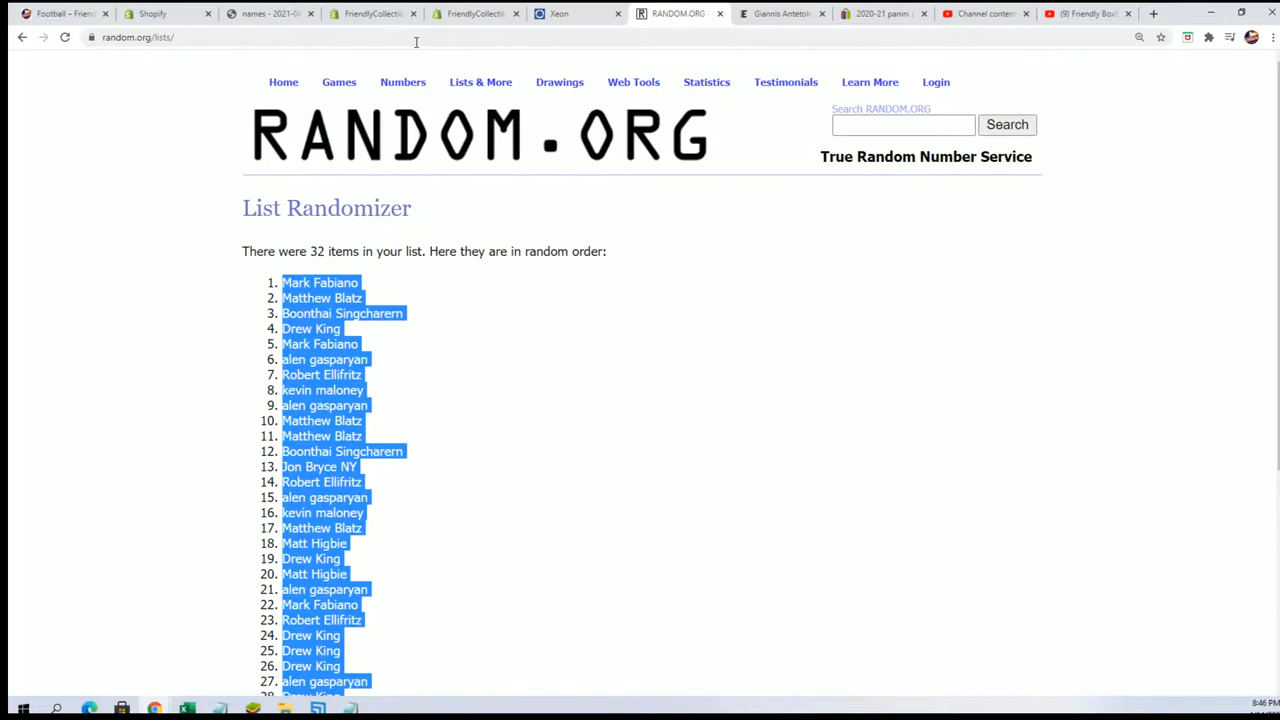 Football – Friend
Shopify
names - 2021-04
FriendlyCollectib
FriendlyCollectib
Xeon
RANDOM.ORG -
Giannis Antetok
2020-21 panini p
Channel content
(9) Friendly Box
random.org/lists/
Home Games Numbers Lists & More Drawings Web Tools Statistics Testimonials Learn More Login
Search RANDOM.ORG
RANDOM.ORG
Search
True Random Number Service
List Randomizer
There were 32 items in your list. Here they are in random order:
1. Mark Fabiano
2. Matthew Blatz
3. Boonthai Singcharern
4. Drew King
5. Mark Fabiano
6. alen gasparyan
7. Robert Ellifritz
8. kevin maloney
9. alen gasparyan
10. Matthew Blatz
11. Matthew Blatz
12. Boonthai Singcharern
13. Jon Bryce NY
14. Robert Ellifritz
15. alen gasparyan
16. kevin maloney
17. Matthew Blatz
18. Matt Higbie
19. Drew King
20. Matt Higbie
21. alen gasparyan
22. Mark Fabiano
23. Robert Ellifritz
24. Drew King
25. Drew King
26. Drew King
27. alen gasparyan
28. Drew King
8:46 PM